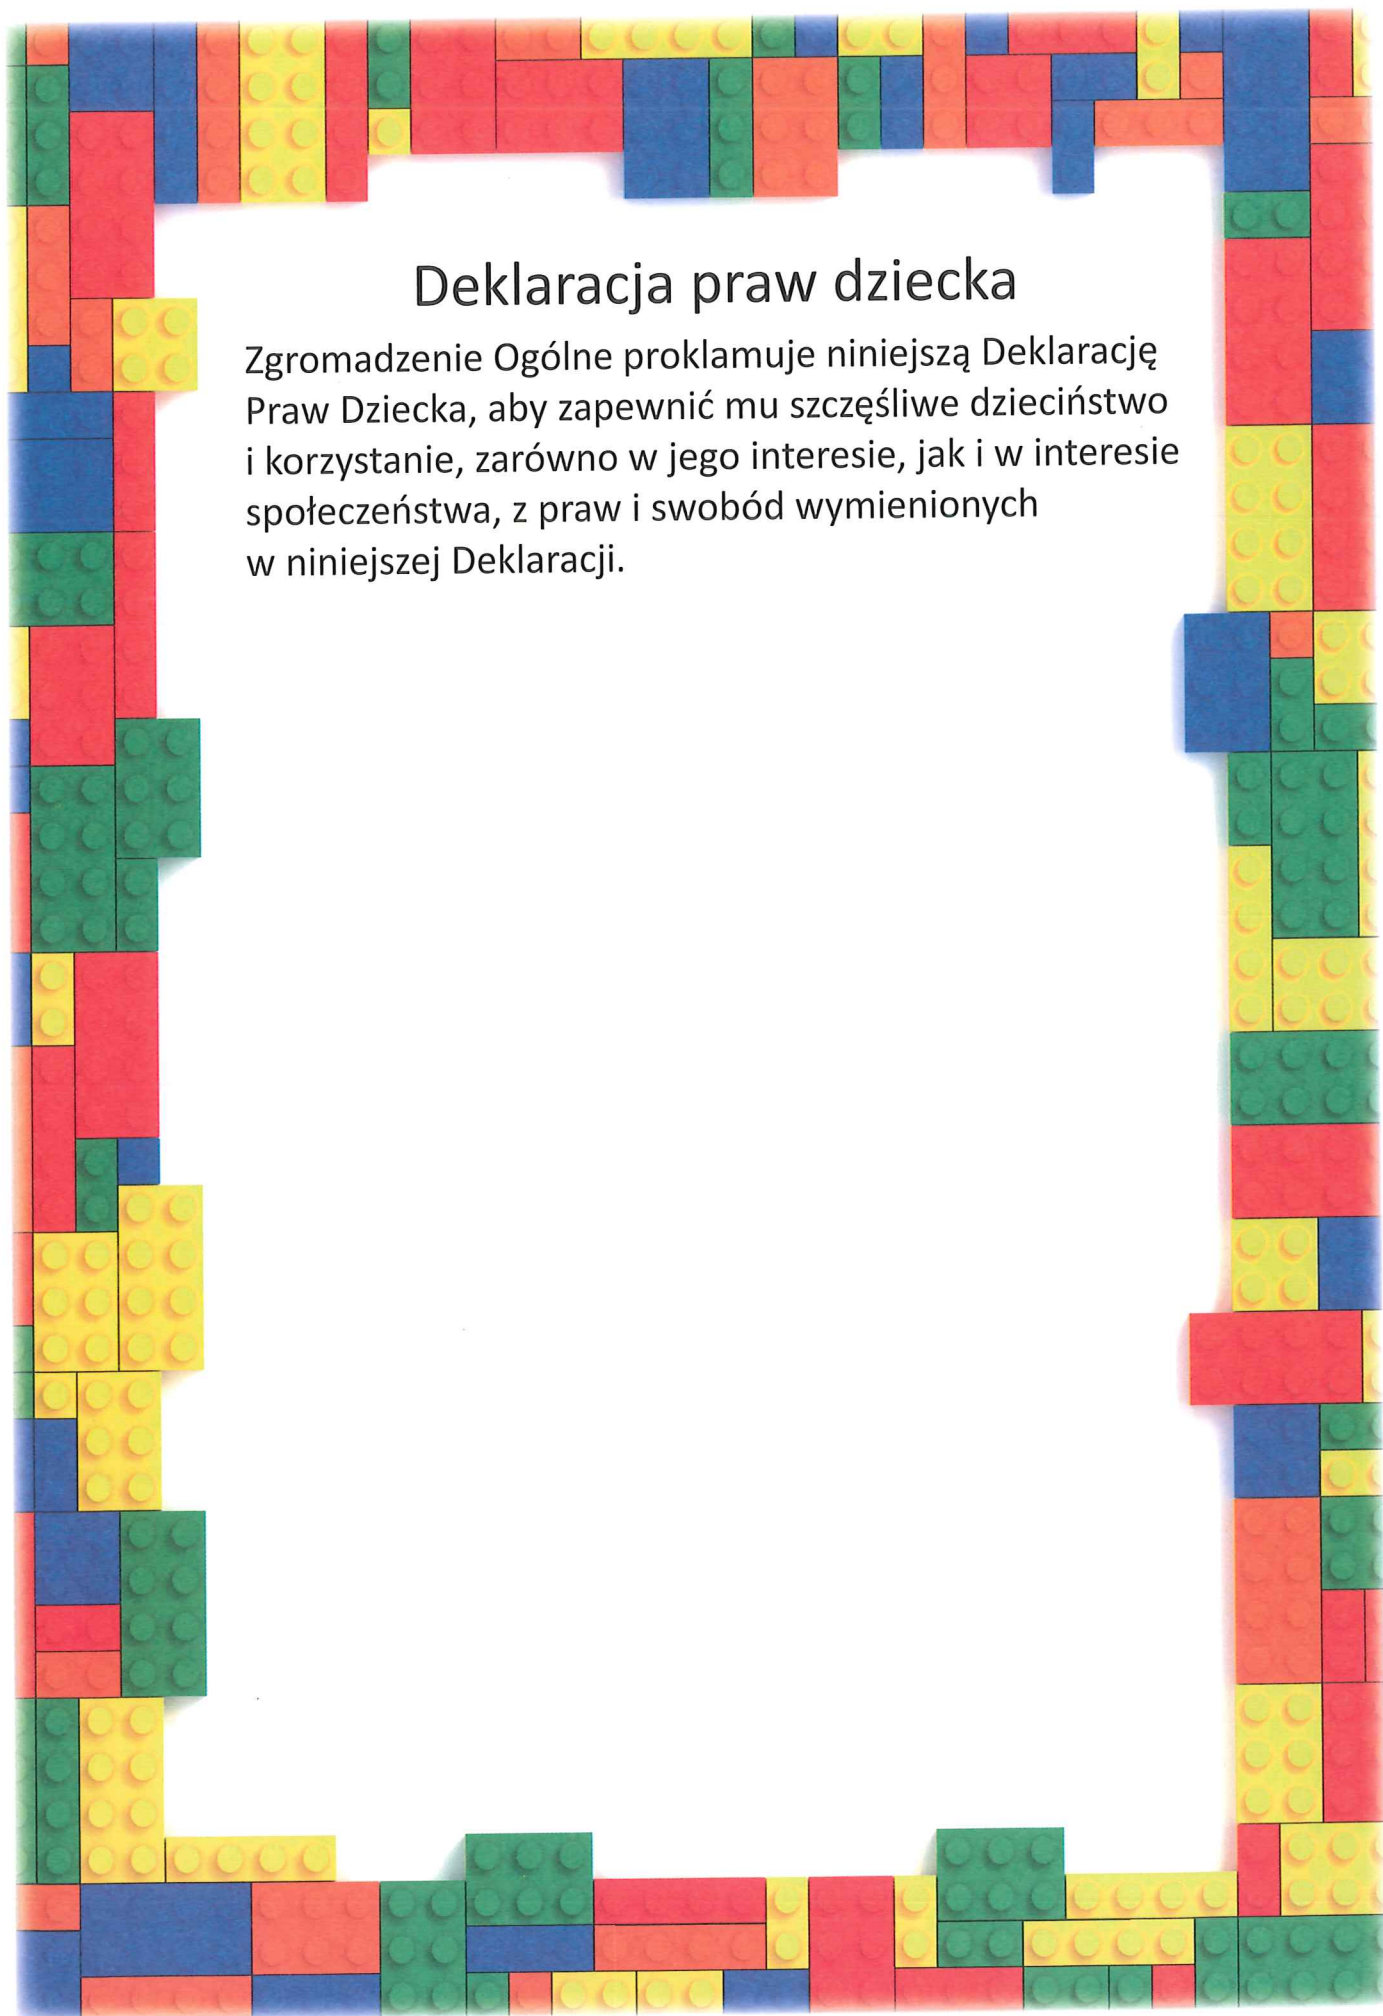 Deklaracja praw dziecka
Zgromadzenie Ogólne proklamuje niniejszą Deklarację
Praw Dziecka, aby zapewnić mu szczęśliwe dzieciństwo
i korzystanie, zarówno w jego interesie, jak i w interesie
społeczeństwa, z praw i swobód wymienionych
w niniejszej Deklaracji.